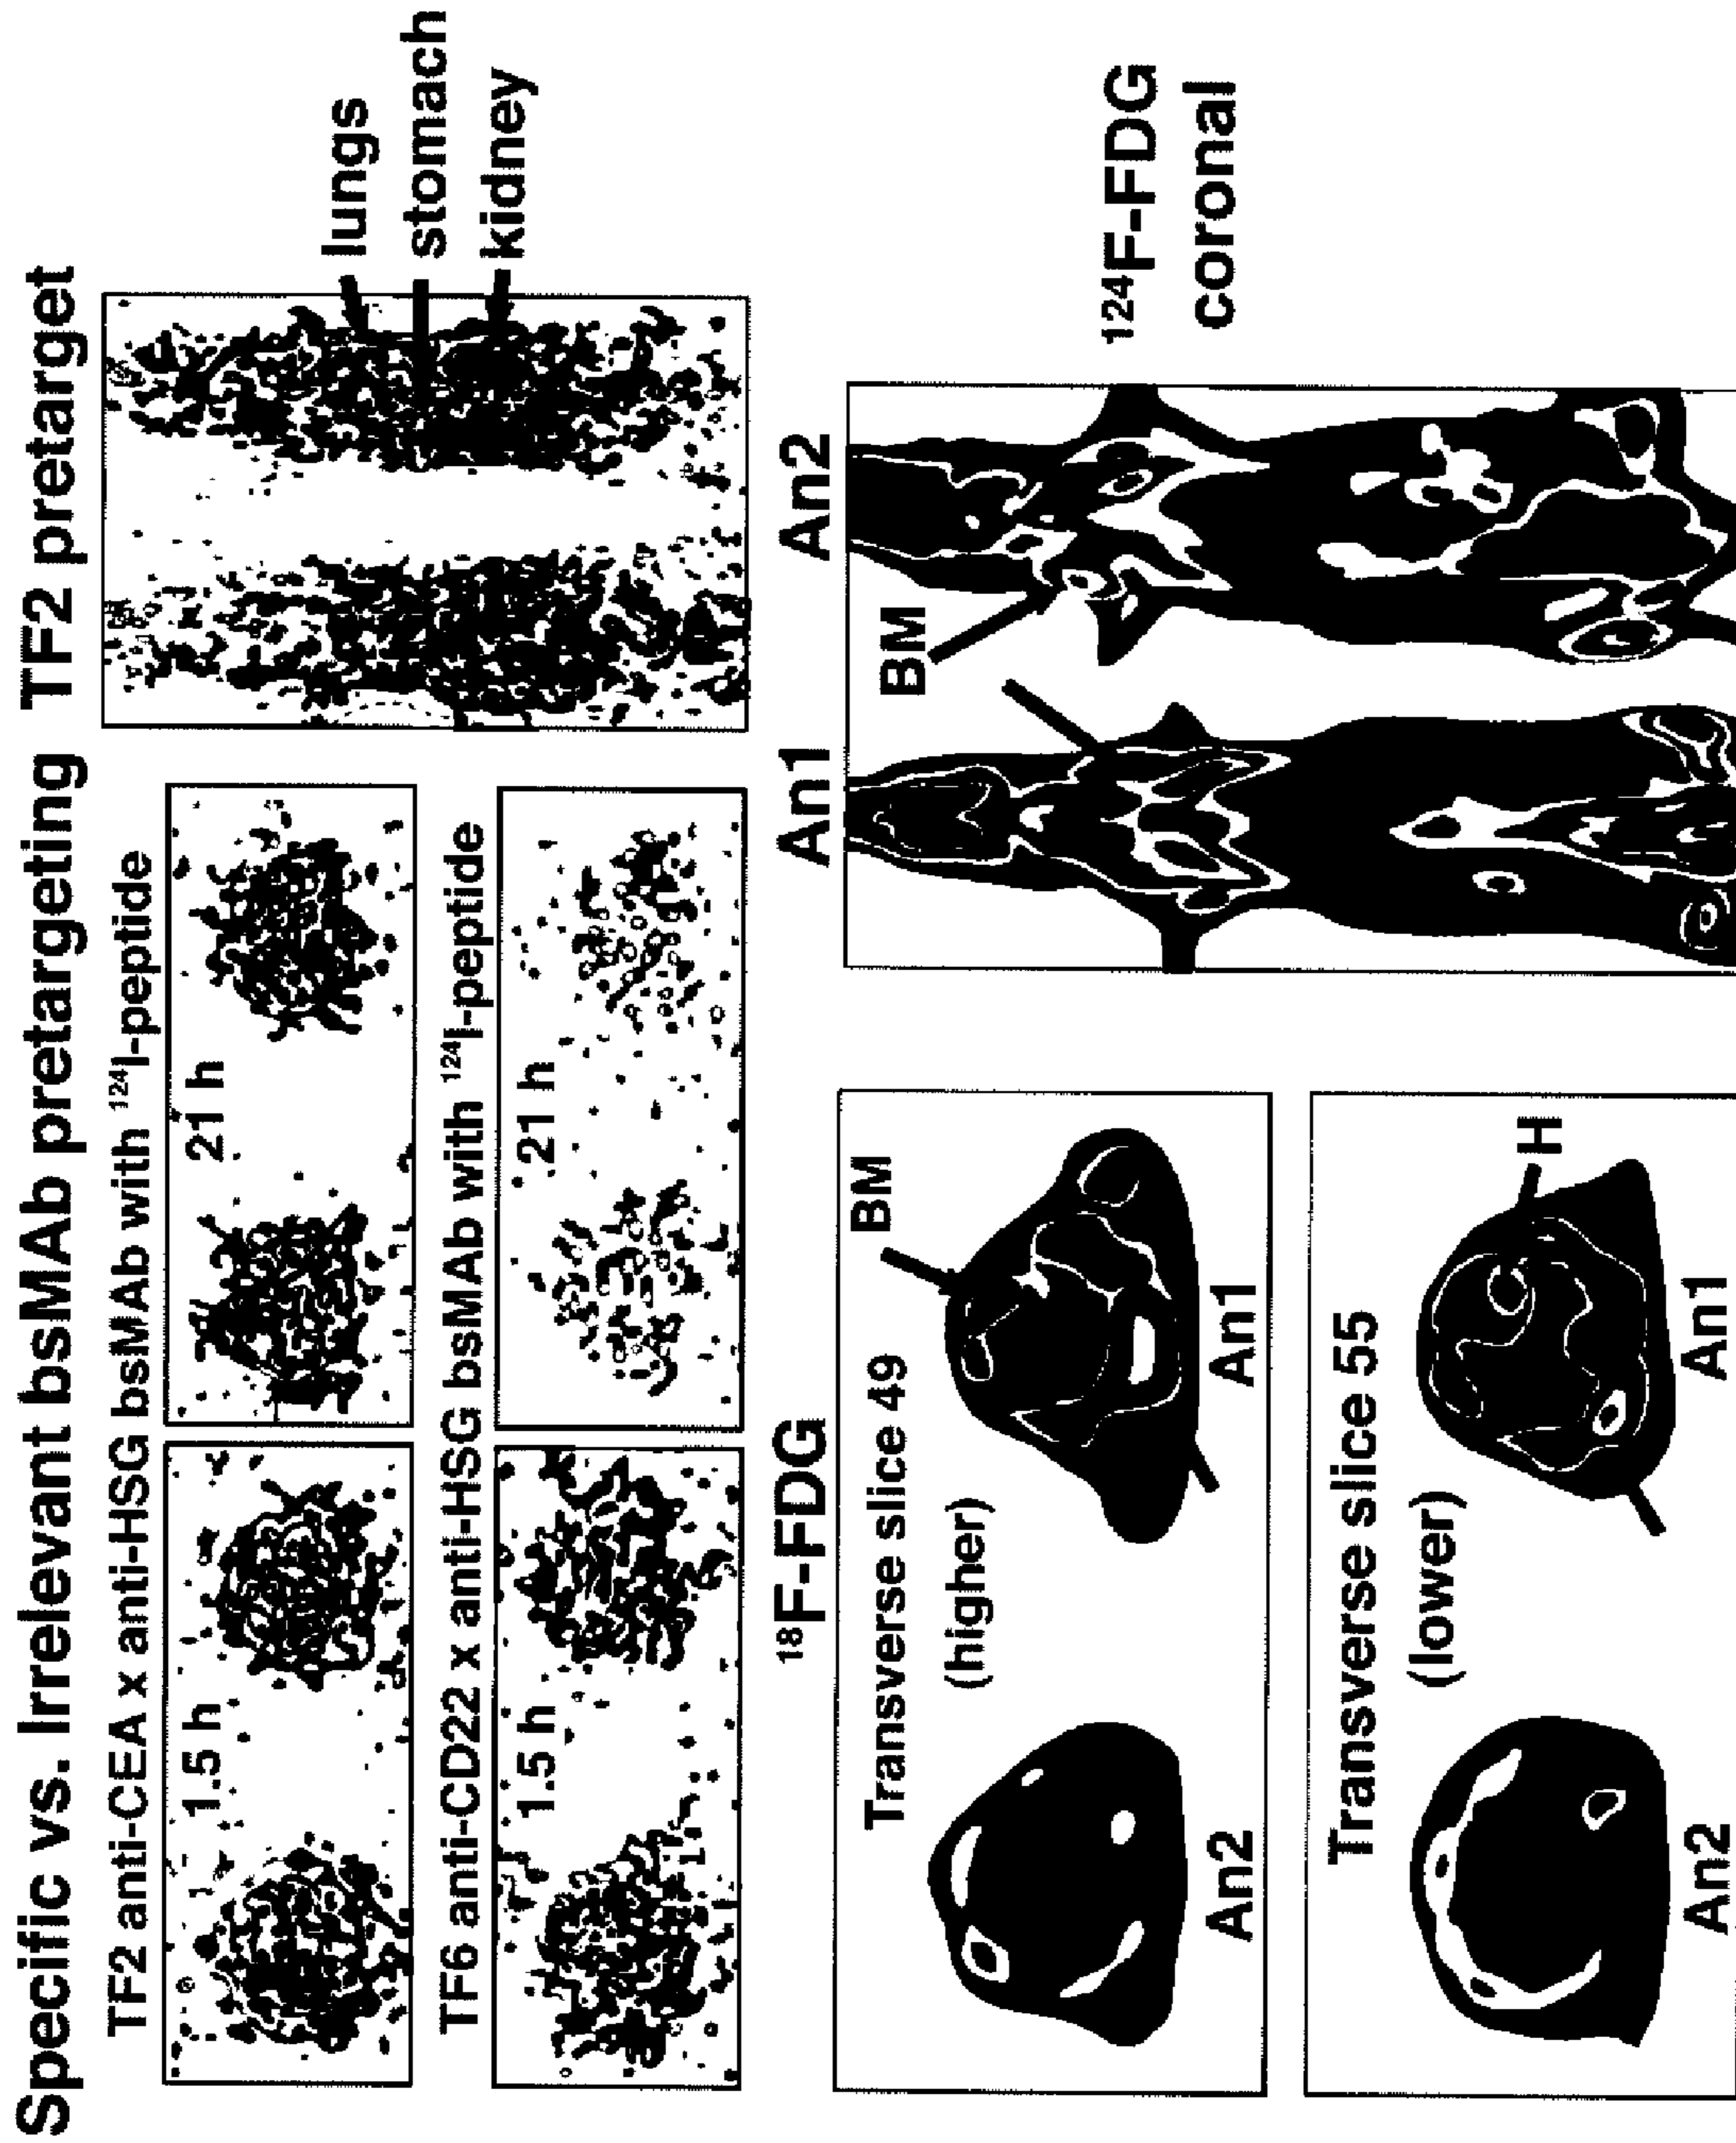 Specific vs. Irrelevant bsMAb pretargeting
TF2 pretarget
TF2 anti-CEA x anti-HSG bsMAb with ¹²⁴I-peptide
1.5 h
21 h
lungs
stomach
kidney
TF6 anti-CD22 x anti-HSG bsMAb with ¹²⁴I-peptide
1.5 h
21 h
¹⁸F-FDG
An1
An2
Transverse slice 49
(higher)
BM
BM
An2
An1
¹²⁴F-FDG
coronal
Transverse slice 55
(lower)
H
An2
An1